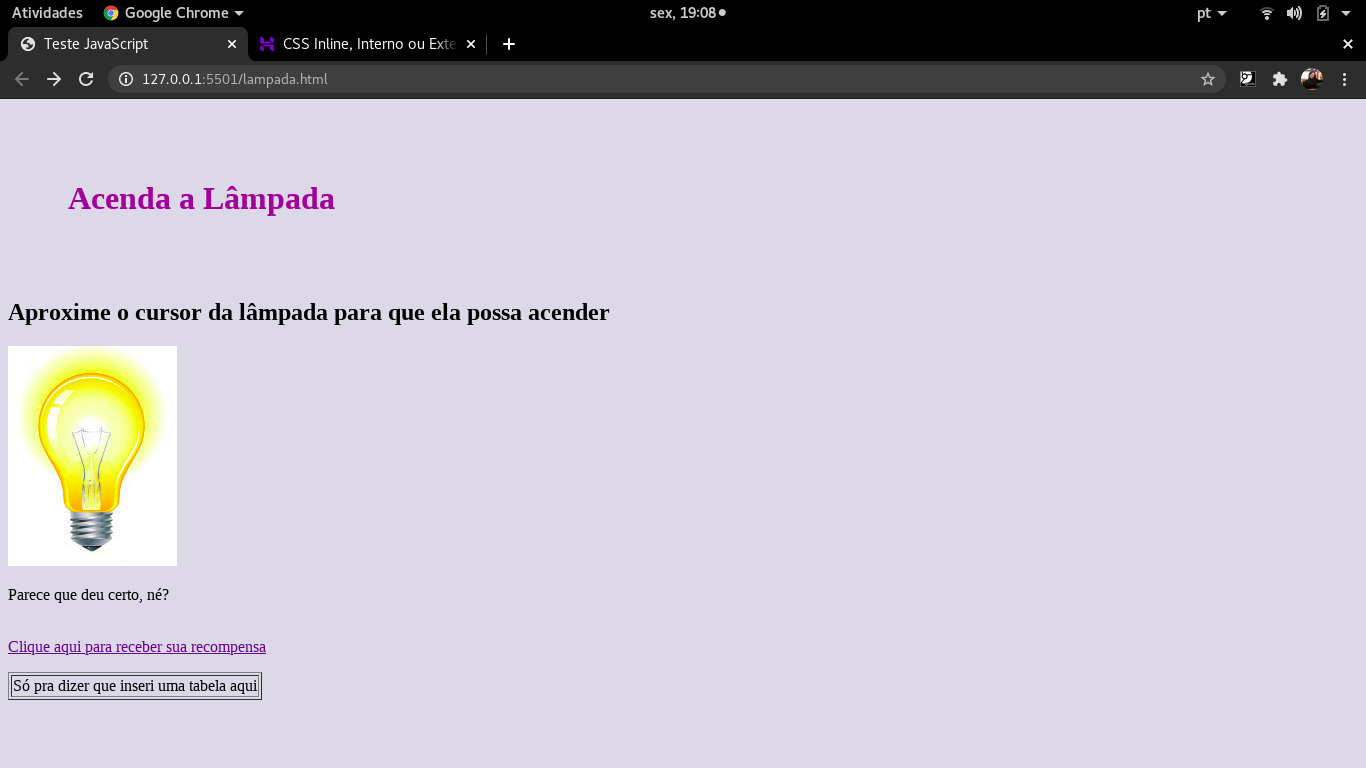 Atividades Google Chrome sex, 19:08 pt
Teste JavaScript CSS Inline, Interno ou Exte
127.0.0.1:5501/lampada.html
Acenda a Lâmpada
Aproxime o cursor da lâmpada para que ela possa acender
Parece que deu certo, né?
Clique aqui para receber sua recompensa
Só pra dizer que inseri uma tabela aqui